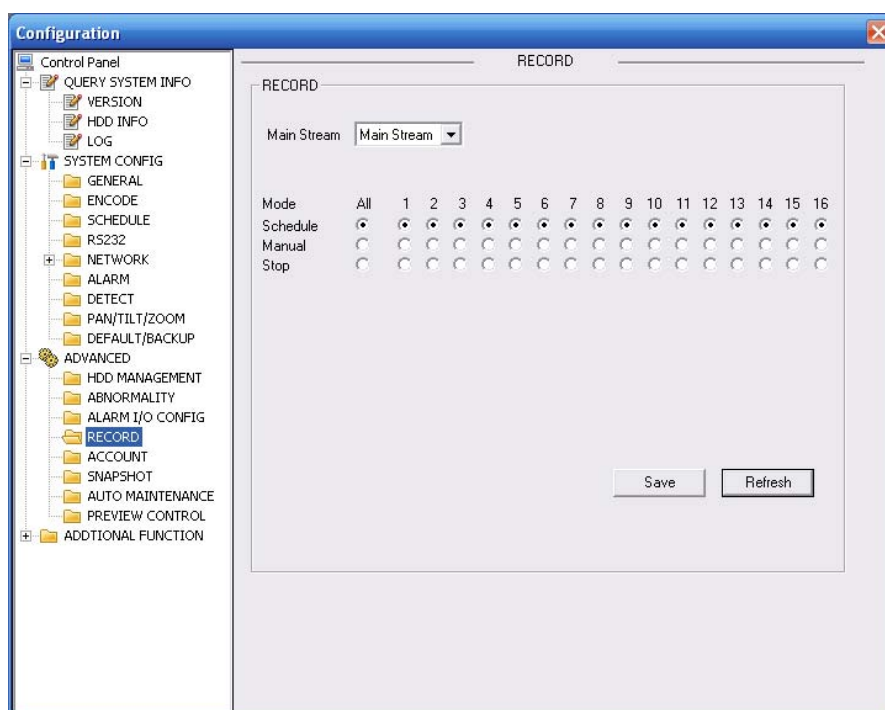 Configuration
Control Panel
QUERY SYSTEM INFO
VERSION
HDD INFO
LOG
SYSTEM CONFIG
GENERAL
ENCODE
SCHEDULE
RS232
NETWORK
ALARM
DETECT
PAN/TILT/ZOOM
DEFAULT/BACKUP
ADVANCED
HDD MANAGEMENT
ABNORMALITY
ALARM I/O CONFIG
RECORD
ACCOUNT
SNAPSHOT
AUTO MAINTENANCE
PREVIEW CONTROL
ADDTIONAL FUNCTION
RECORD
RECORD
Main Stream Main Stream
Mode All 1 2 3 4 5 6 7 8 9 10 11 12 13 14 15 16
Schedule
Manual
Stop
Save Refresh